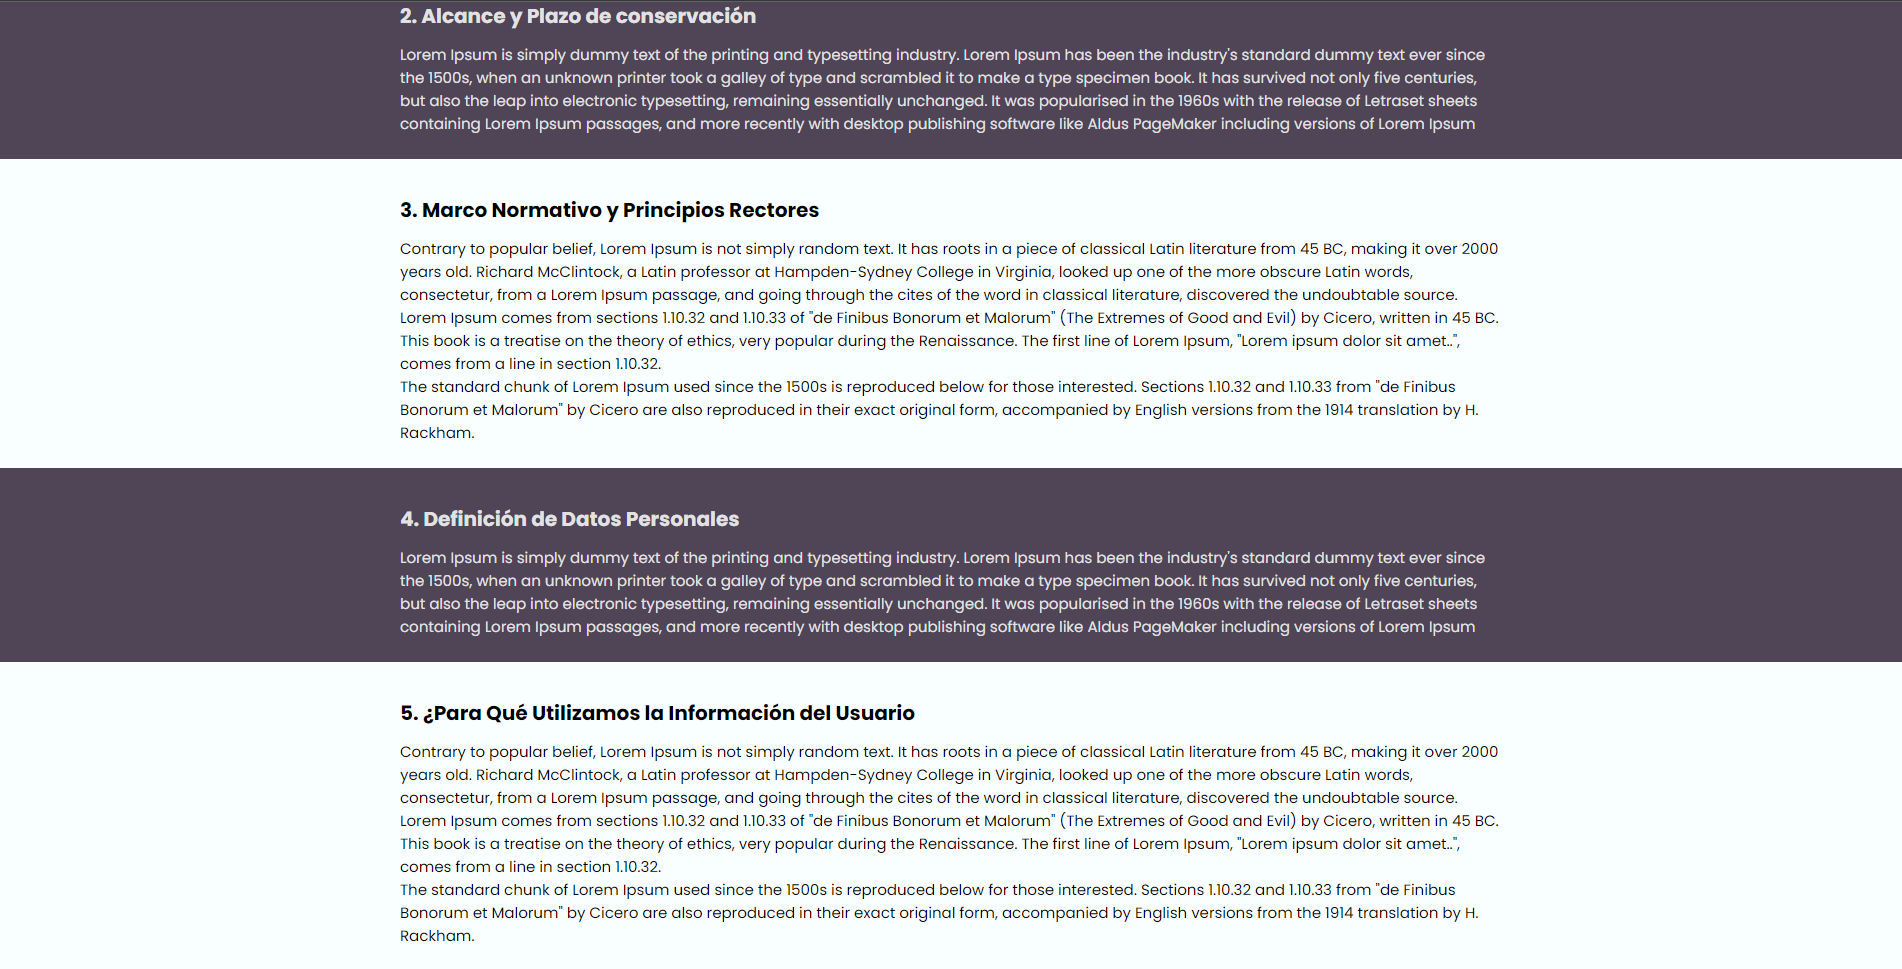 2. Alcance y Plazo de conservación
Lorem Ipsum is simply dummy text of the printing and typesetting industry. Lorem Ipsum has been the industry's standard dummy text ever since
the 1500s, when an unknown printer took a galley of type and scrambled it to make a type specimen book. It has survived not only five centuries,
but also the leap into electronic typesetting, remaining essentially unchanged. It was popularised in the 1960s with the release of Letraset sheets
containing Lorem Ipsum passages, and more recently with desktop publishing software like Aldus PageMaker including versions of Lorem Ipsum
3. Marco Normativo y Principios Rectores
Contrary to popular belief, Lorem Ipsum is not simply random text. It has roots in a piece of classical Latin literature from 45 BC, making it over 2000
years old. Richard McClintock, a Latin professor at Hampden-Sydney College in Virginia, looked up one of the more obscure Latin words,
consectetur, from a Lorem Ipsum passage, and going through the cites of the word in classical literature, discovered the undoubtable source.
Lorem Ipsum comes from sections 1.10.32 and 1.10.33 of "de Finibus Bonorum et Malorum" (The Extremes of Good and Evil) by Cicero, written in 45 BC.
This book is a treatise on the theory of ethics, very popular during the Renaissance. The first line of Lorem Ipsum, "Lorem ipsum dolor sit amet..",
comes from a line in section 1.10.32.
The standard chunk of Lorem Ipsum used since the 1500s is reproduced below for those interested. Sections 1.10.32 and 1.10.33 from "de Finibus
Bonorum et Malorum" by Cicero are also reproduced in their exact original form, accompanied by English versions from the 1914 translation by H.
Rackham.
4. Definición de Datos Personales
Lorem Ipsum is simply dummy text of the printing and typesetting industry. Lorem Ipsum has been the industry's standard dummy text ever since
the 1500s, when an unknown printer took a galley of type and scrambled it to make a type specimen book. It has survived not only five centuries,
but also the leap into electronic typesetting, remaining essentially unchanged. It was popularised in the 1960s with the release of Letraset sheets
containing Lorem Ipsum passages, and more recently with desktop publishing software like Aldus PageMaker including versions of Lorem Ipsum
5. ¿Para Qué Utilizamos la Información del Usuario
Contrary to popular belief, Lorem Ipsum is not simply random text. It has roots in a piece of classical Latin literature from 45 BC, making it over 2000
years old. Richard McClintock, a Latin professor at Hampden-Sydney College in Virginia, looked up one of the more obscure Latin words,
consectetur, from a Lorem Ipsum passage, and going through the cites of the word in classical literature, discovered the undoubtable source.
Lorem Ipsum comes from sections 1.10.32 and 1.10.33 of "de Finibus Bonorum et Malorum" (The Extremes of Good and Evil) by Cicero, written in 45 BC.
This book is a treatise on the theory of ethics, very popular during the Renaissance. The first line of Lorem Ipsum, "Lorem ipsum dolor sit amet..",
comes from a line in section 1.10.32.
The standard chunk of Lorem Ipsum used since the 1500s is reproduced below for those interested. Sections 1.10.32 and 1.10.33 from "de Finibus
Bonorum et Malorum" by Cicero are also reproduced in their exact original form, accompanied by English versions from the 1914 translation by H.
Rackham.